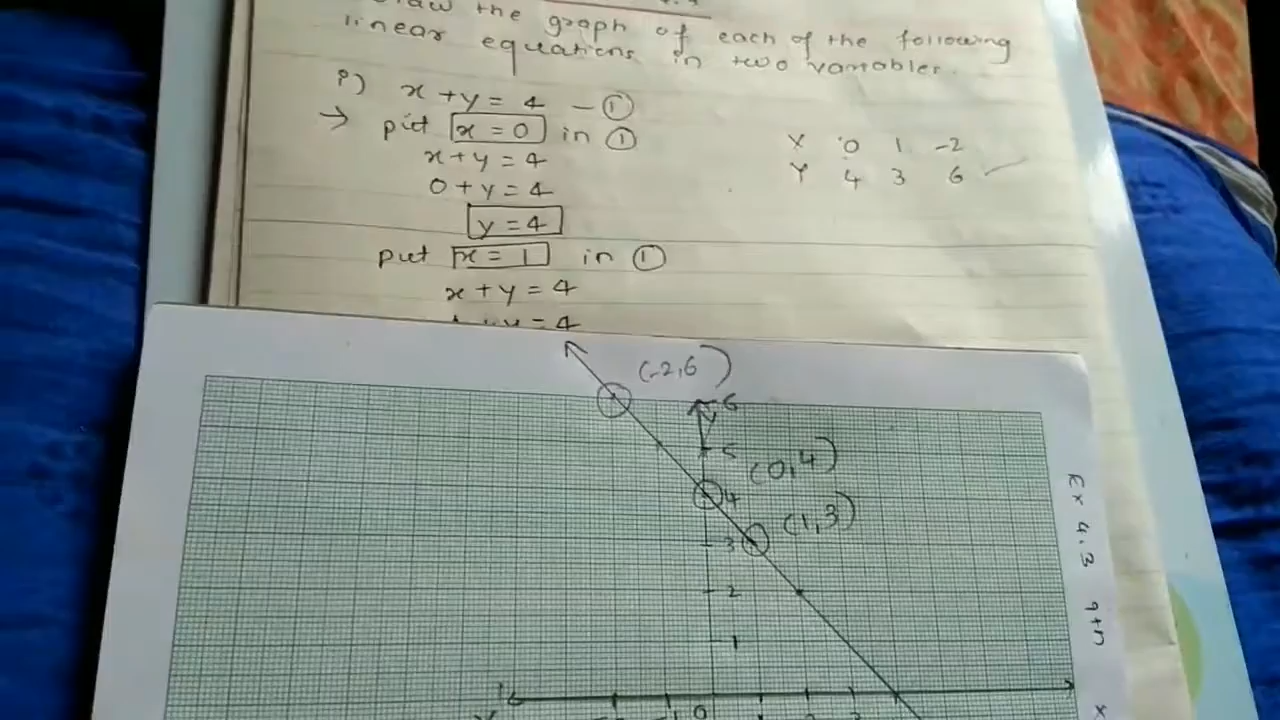 the graph of each of the following
linear equations in two variables.
i) x + y = 4 — ①
→ put x = 0 in ①
x + y = 4
0 + y = 4
y = 4
put x = 1 in ①
x + y = 4
y = 4
X 0 1 -2
Y 4 3 6
(-2,6)
6
5
(0,4)
4
(1,3)
3
2
1
0
Ex 4.3 9th
x